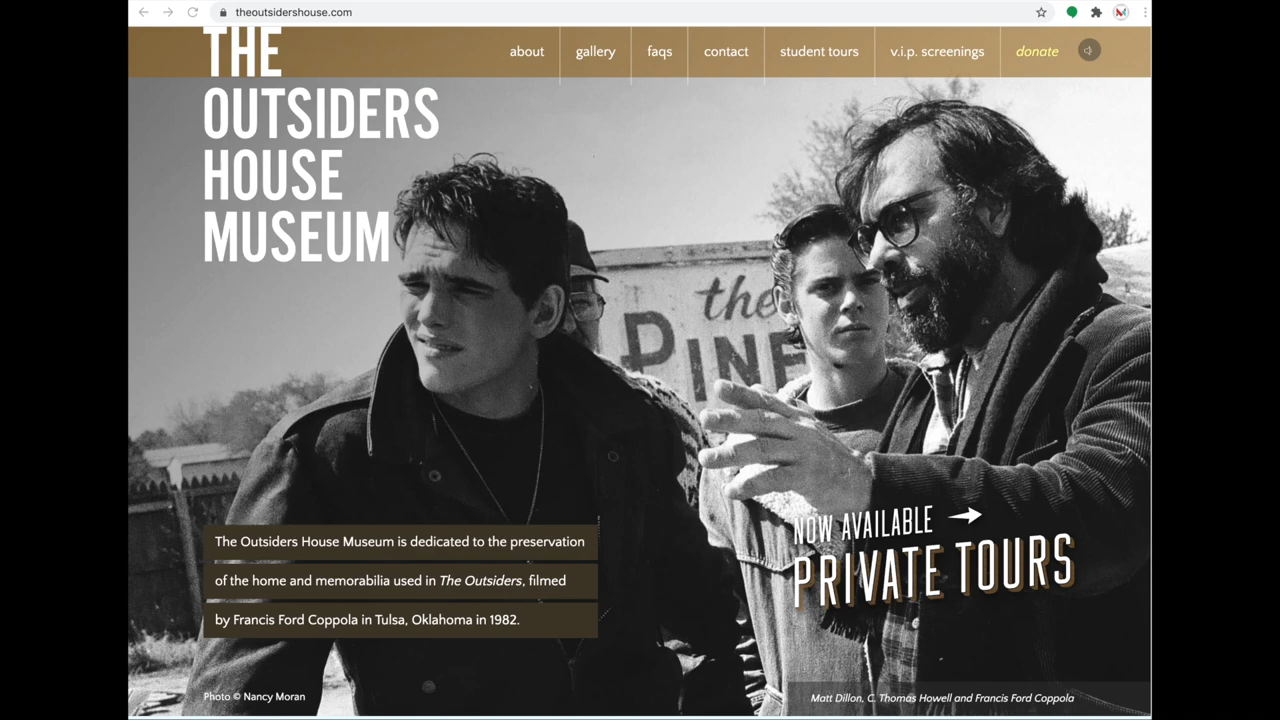 theoutsidershouse.com
THE
OUTSIDERS
HOUSE
MUSEUM
about
gallery
faqs
contact
student tours
v.i.p. screenings
donate
the
DINE
NOW AVAILABLE
PRIVATE TOURS
The Outsiders House Museum is dedicated to the preservation
of the home and memorabilia used in The Outsiders, filmed
by Francis Ford Coppola in Tulsa, Oklahoma in 1982.
Photo © Nancy Moran
Matt Dillon, C. Thomas Howell and Francis Ford Coppola